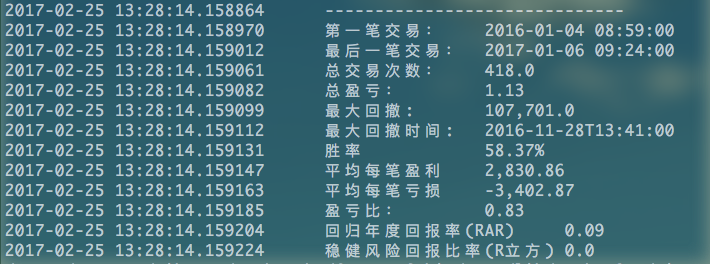 2017-02-25 13:28:14.158864 ------------------------------
2017-02-25 13:28:14.158970 第一笔交易： 2016-01-04 08:59:00
2017-02-25 13:28:14.159012 最后一笔交易： 2017-01-06 09:24:00
2017-02-25 13:28:14.159061 总交易次数： 418.0
2017-02-25 13:28:14.159082 总盈亏： 1.13
2017-02-25 13:28:14.159099 最大回撤: 107,701.0
2017-02-25 13:28:14.159112 最大回撤时间: 2016-11-28T13:41:00
2017-02-25 13:28:14.159131 胜率 58.37%
2017-02-25 13:28:14.159147 平均每笔盈利 2,830.86
2017-02-25 13:28:14.159163 平均每笔亏损 -3,402.87
2017-02-25 13:28:14.159185 盈亏比： 0.83
2017-02-25 13:28:14.159204 回归年度回报率(RAR) 0.09
2017-02-25 13:28:14.159224 稳健风险回报比率(R立方) 0.0